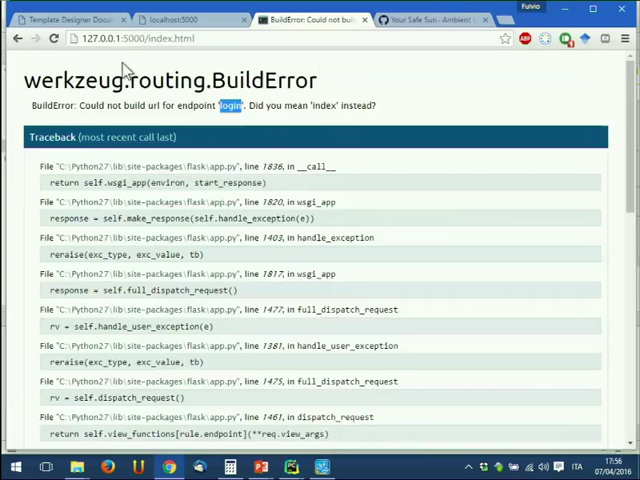 Fulvio
Template Design Docum
localhost:5000
BuildError: Could not buil
Your Safe Sun - Ambient
127.0.0.1:5000/index.html
werkzeug.routing.BuildError
BuildError: Could not build url for endpoint 'login'. Did you mean 'index' instead?
Traceback (most recent call last)
File "C:\Python27\lib\site-packages\flask\app.py", line 1836, in __call__
return self.wsgi_app(environ, start_response)
File "C:\Python27\lib\site-packages\flask\app.py", line 1820, in wsgi_app
response = self.make_response(self.handle_exception(e))
File "C:\Python27\lib\site-packages\flask\app.py", line 1403, in handle_exception
reraise(exc_type, exc_value, tb)
File "C:\Python27\lib\site-packages\flask\app.py", line 1817, in wsgi_app
response = self.full_dispatch_request()
File "C:\Python27\lib\site-packages\flask\app.py", line 1477, in full_dispatch_request
rv = self.handle_user_exception(e)
File "C:\Python27\lib\site-packages\flask\app.py", line 1381, in handle_user_exception
reraise(exc_type, exc_value, tb)
File "C:\Python27\lib\site-packages\flask\app.py", line 1475, in full_dispatch_request
rv = self.dispatch_request()
File "C:\Python27\lib\site-packages\flask\app.py", line 1461, in dispatch_request
return self.view_functions[rule.endpoint](**req.view_args)
ITA
17:56
07/04/2016